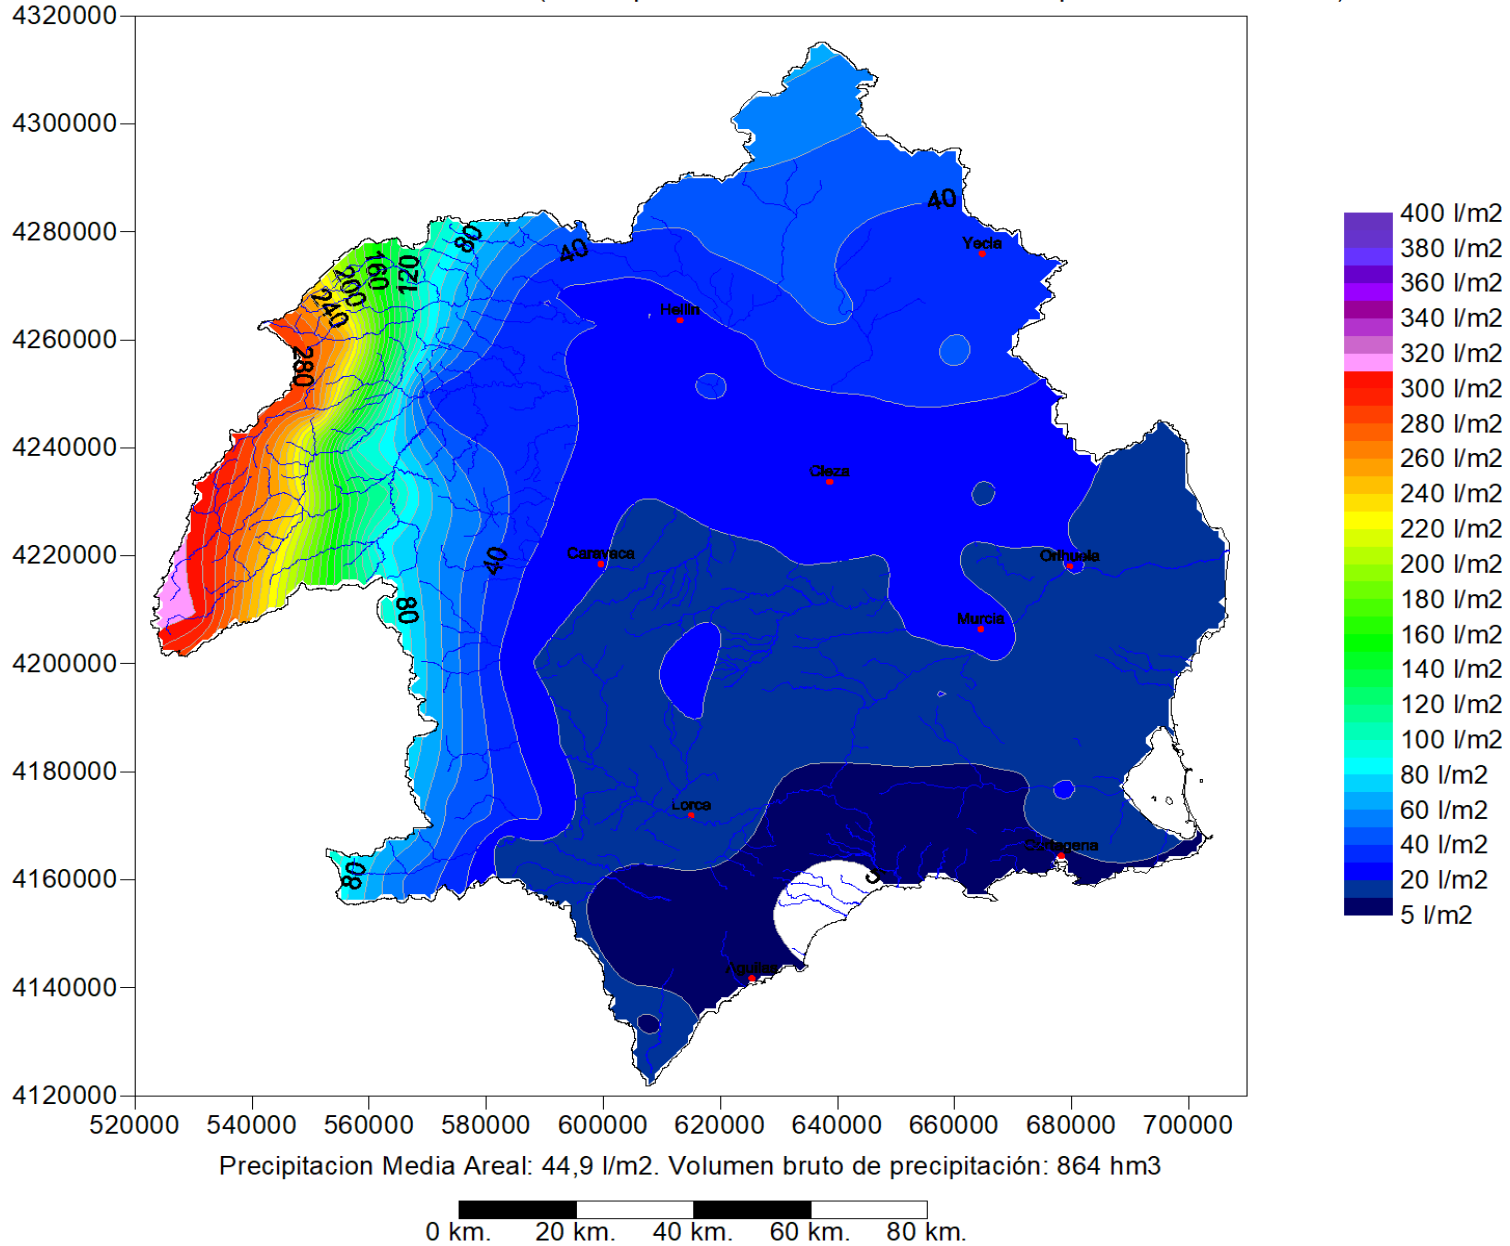 4320000
4300000
4280000
4260000
4240000
4220000
4200000
4180000
4160000
4140000
4120000
520000 540000 560000 580000 600000 620000 640000 660000 680000 700000
40
Yecla
80
40
120
160
200
240
280
Hellin
Cieza
Caravaca
40
Orihuela
80
Murcia
Lorca
Cartagena
80
5
Aguilas
400 l/m2
380 l/m2
360 l/m2
340 l/m2
320 l/m2
300 l/m2
280 l/m2
260 l/m2
240 l/m2
220 l/m2
200 l/m2
180 l/m2
160 l/m2
140 l/m2
120 l/m2
100 l/m2
80 l/m2
60 l/m2
40 l/m2
20 l/m2
5 l/m2
Precipitacion Media Areal: 44,9 l/m2. Volumen bruto de precipitación: 864 hm3
0 km. 20 km. 40 km. 60 km. 80 km.